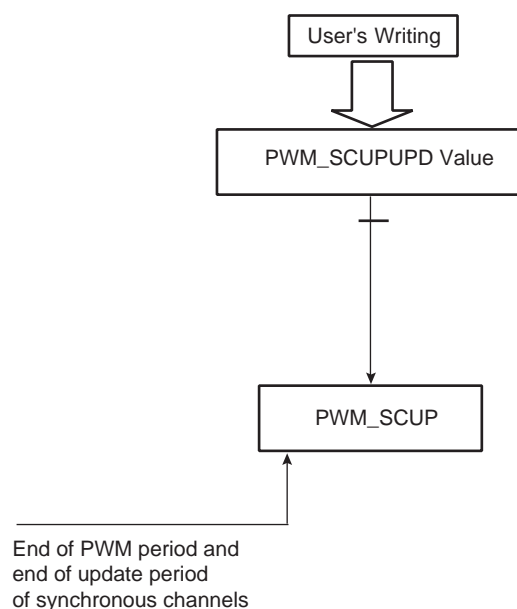 User's Writing
PWM_SCUPUPD Value
PWM_SCUP
End of PWM period and
end of update period
of synchronous channels